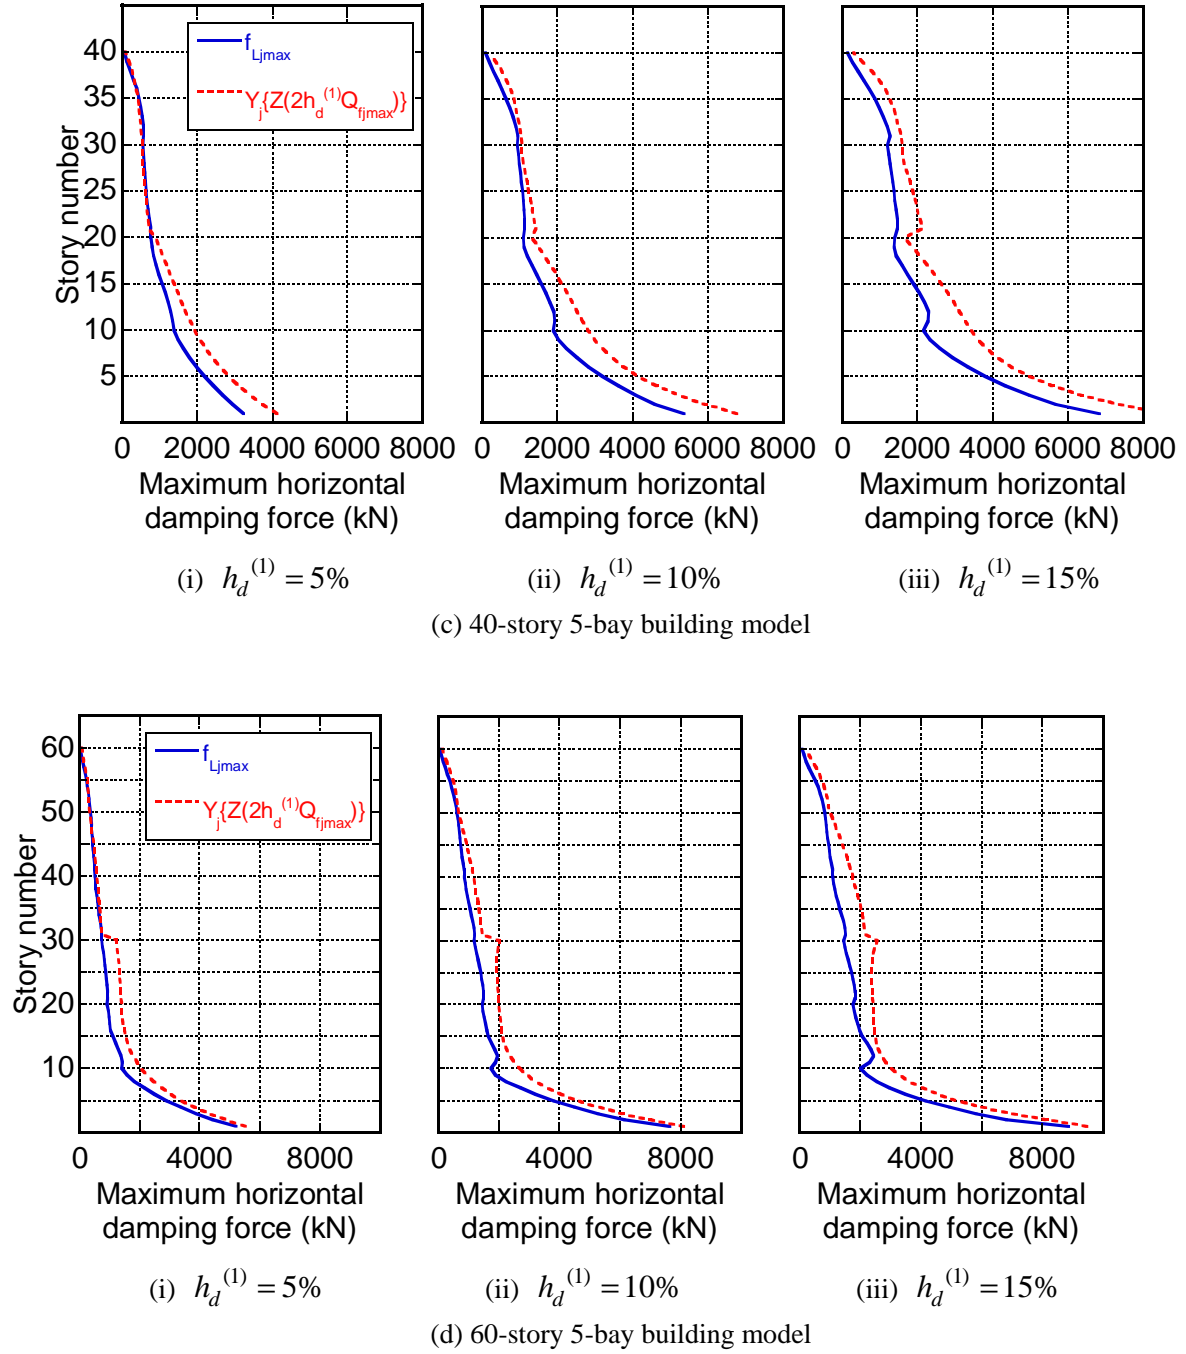 40
35
30
25
20
15
10
5
Story number
f_Ljmax
Y_j{Z(2h_d^(1)Q_fjmax)}
0 2000 4000 6000 8000
0 2000 4000 6000 8000
0 2000 4000 6000 8000
Maximum horizontal
damping force (kN)
Maximum horizontal
damping force (kN)
Maximum horizontal
damping force (kN)
(i) h_d^(1) = 5%
(ii) h_d^(1) = 10%
(iii) h_d^(1) = 15%
(c) 40-story 5-bay building model
60
50
40
30
20
10
Story number
f_Ljmax
Y_j{Z(2h_d^(1)Q_fjmax)}
0 4000 8000
0 4000 8000
0 4000 8000
Maximum horizontal
damping force (kN)
Maximum horizontal
damping force (kN)
Maximum horizontal
damping force (kN)
(i) h_d^(1) = 5%
(ii) h_d^(1) = 10%
(iii) h_d^(1) = 15%
(d) 60-story 5-bay building model